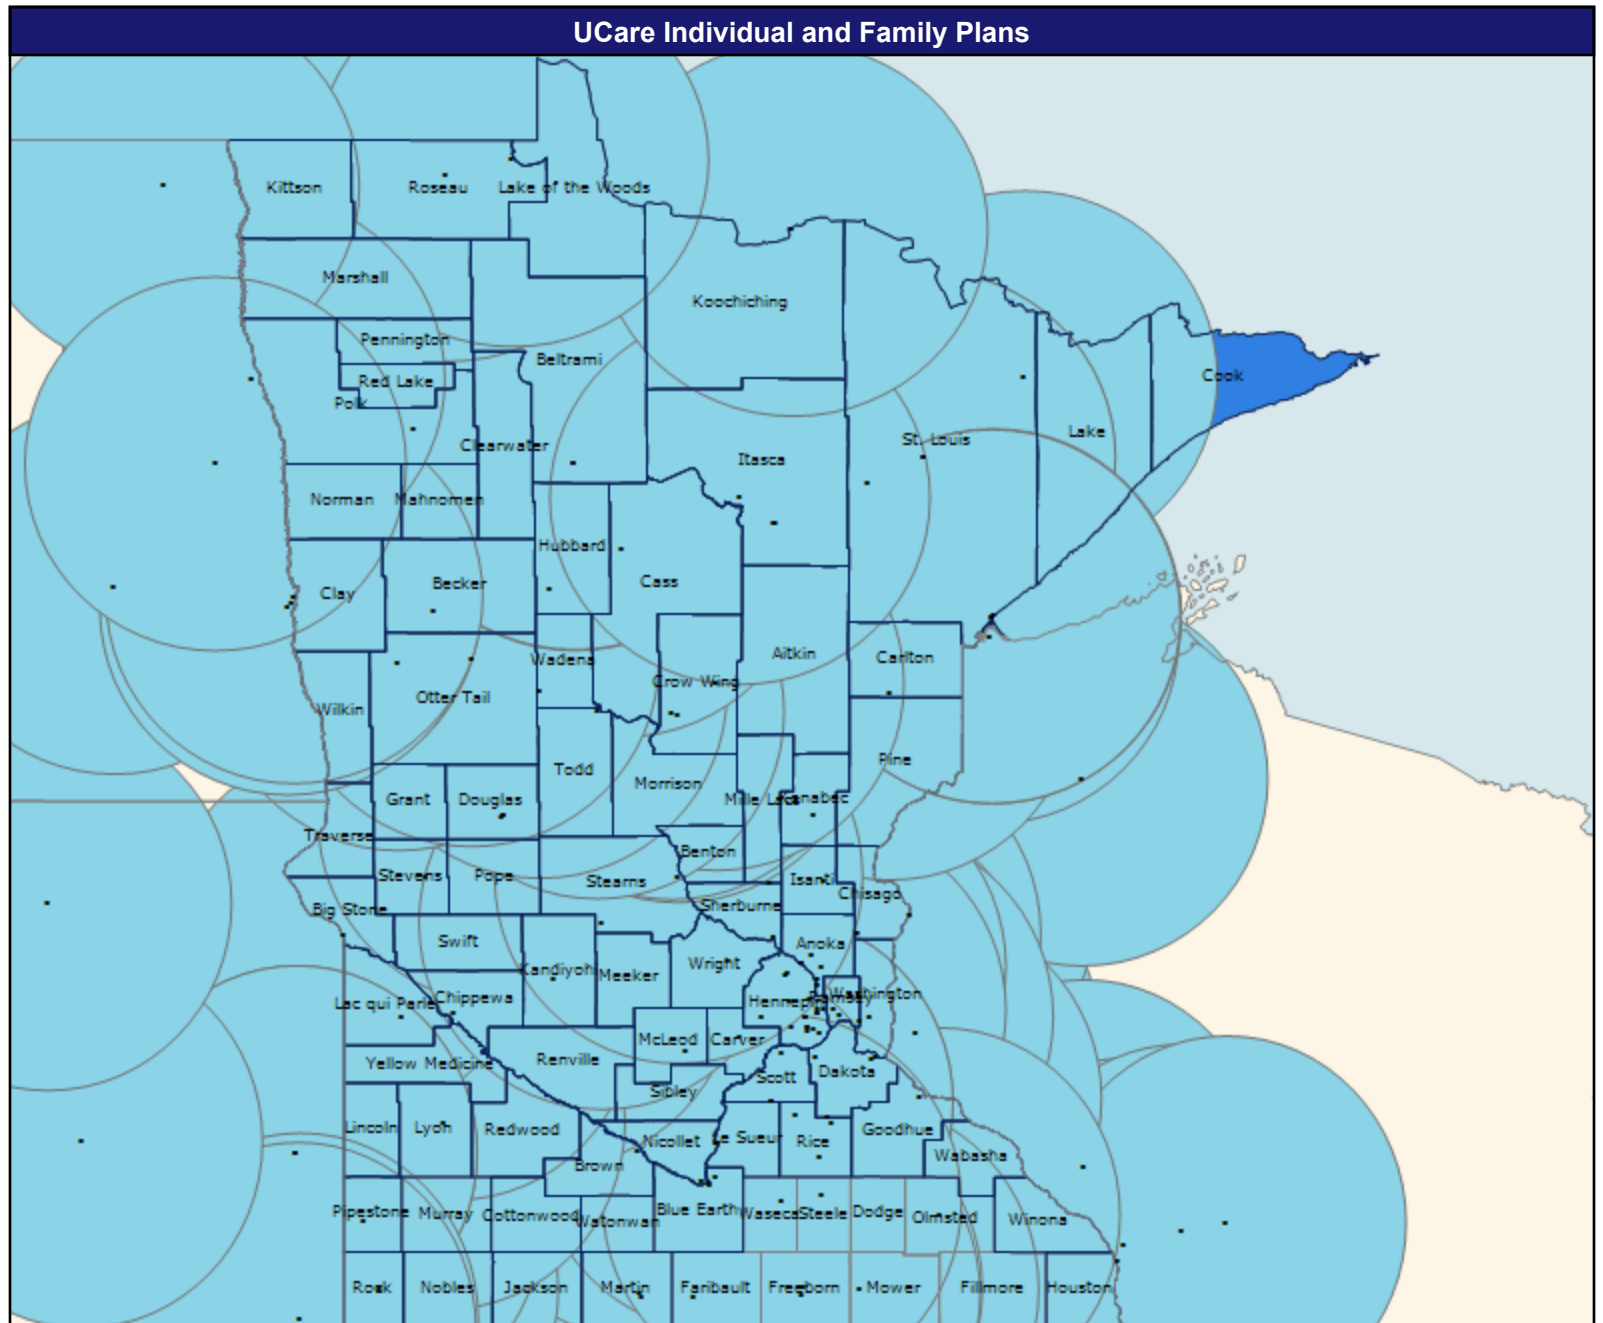 UCare Individual and Family Plans
Kittson
Roseau
Lake of the Woods
Marshall
Koochiching
Pennington
Beltrami
Red Lake
Polk
Cook
Clearwater
St. Louis
Lake
Itasca
Norman
Mahnomen
Hubbard
Cass
Becker
Clay
Wadena
Aitkin
Carlton
Crow Wing
Otter Tail
Wilkin
Pine
Todd
Morrison
Grant
Douglas
Mille Lacs
Kanabec
Traverse
Benton
Stevens
Pope
Stearns
Isanti
Chisago
Big Stone
Sherburne
Swift
Anoka
Kandiyohi
Meeker
Wright
Lac qui Parle
Chippewa
Hennepin
Ramsey
Washington
McLeod
Carver
Yellow Medicine
Renville
Scott
Dakota
Sibley
Lincoln
Lyon
Redwood
Nicollet
Le Sueur
Rice
Goodhue
Brown
Wabasha
Pipestone
Murray
Cottonwood
Watonwan
Blue Earth
Waseca
Steele
Dodge
Olmsted
Winona
Rock
Nobles
Jackson
Martin
Faribault
Freeborn
Mower
Fillmore
Houston